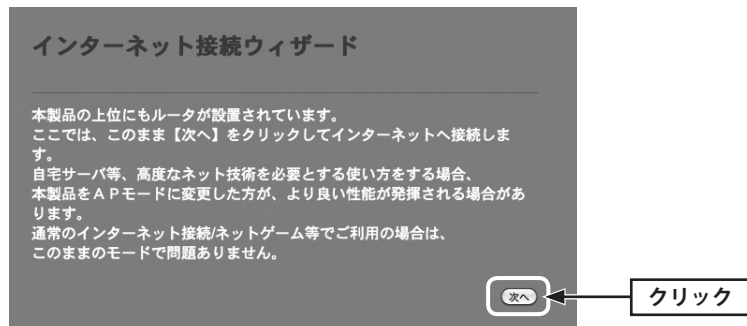 インターネット接続ウィザード
本製品の上位にもルータが設置されています。
ここでは、このまま【次へ】をクリックしてインターネットへ接続しま
す。
自宅サーバ等、高度なネット技術を必要とする使い方をする場合、
本製品をＡＰモードに変更した方が、より良い性能が発揮される場合があ
ります。
通常のインターネット接続/ネットゲーム等でご利用の場合は、
このままのモードで問題ありません。
次へ
クリック